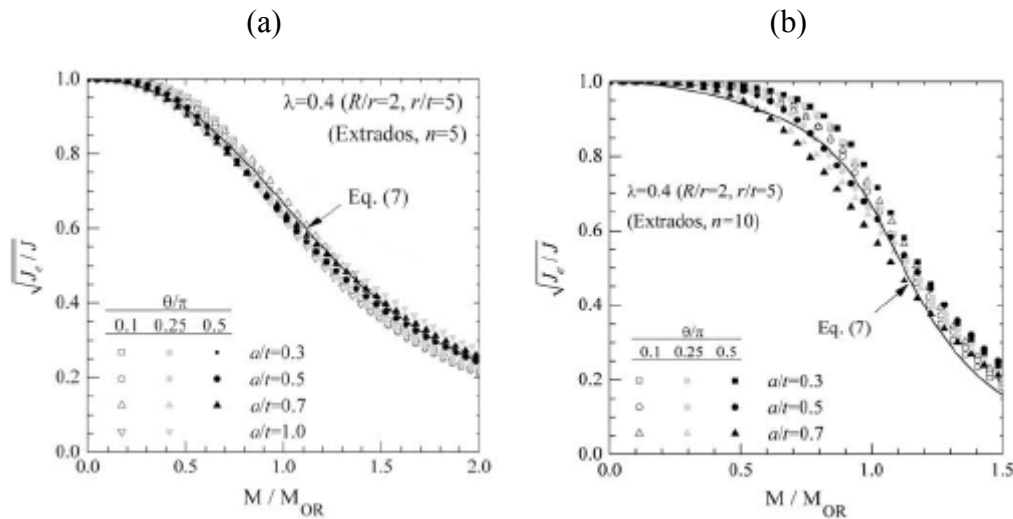 (a)
(b)
1.0
0.8
0.6
0.4
0.2
0.0
√Je / J
λ=0.4 (R/r=2, r/t=5)
(Extrados, n=5)
Eq. (7)
θ/π
0.1 0.25 0.5
a/t=0.3
a/t=0.5
a/t=0.7
a/t=1.0
0.0 0.5 1.0 1.5 2.0
M / MOR
1.0
0.8
0.6
0.4
0.2
0.0
√Je / J
λ=0.4 (R/r=2, r/t=5)
(Extrados, n=10)
Eq. (7)
θ/π
0.1 0.25 0.5
a/t=0.3
a/t=0.5
a/t=0.7
0.0 0.5 1.0 1.5
M / MOR